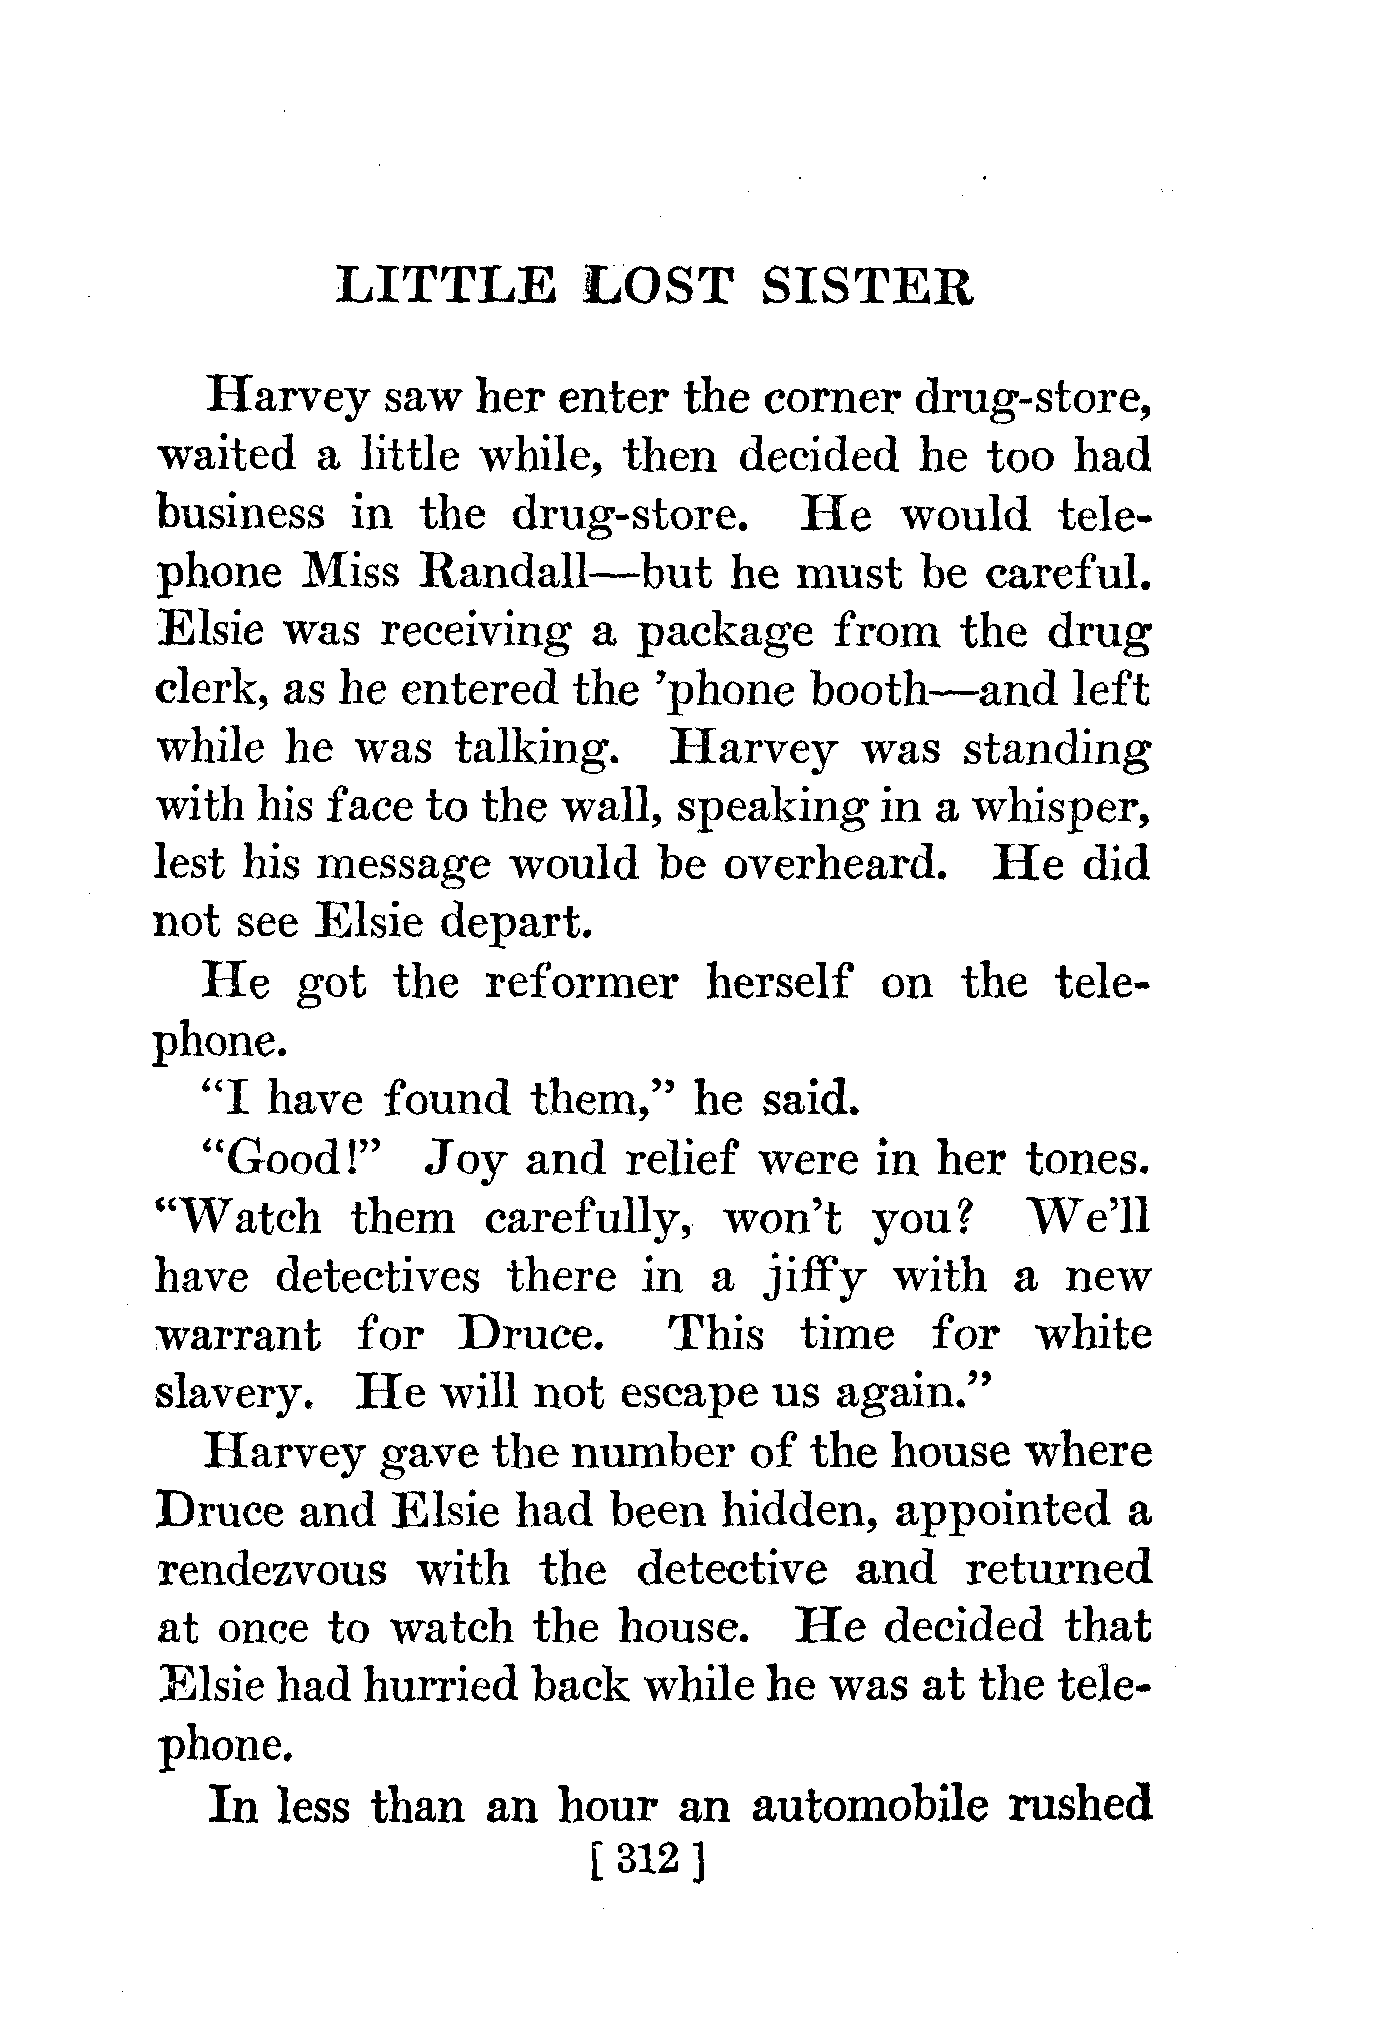 LITTLE LOST SISTER
Harvey saw her enter the corner drug-store,
waited a little while, then decided he too had
business in the drug-store. He would tele-
phone Miss Randall—but he must be careful.
Elsie was receiving a package from the drug
clerk, as he entered the ’phone booth—and left
while he was talking. Harvey was standing
with his face to the wall, speaking in a whisper,
lest his message would be overheard. He did
not see Elsie depart.
He got the reformer herself on the tele-
phone.
“I have found them,” he said.
“Good!” Joy and relief were in her tones.
“Watch them carefully, won’t you? We’ll
have detectives there in a jiffy with a new
warrant for Druce. This time for white
slavery. He will not escape us again.”
Harvey gave the number of the house where
Druce and Elsie had been hidden, appointed a
rendezvous with the detective and returned
at once to watch the house. He decided that
Elsie had hurried back while he was at the tele-
phone.
In less than an hour an automobile rushed
[ 312 ]